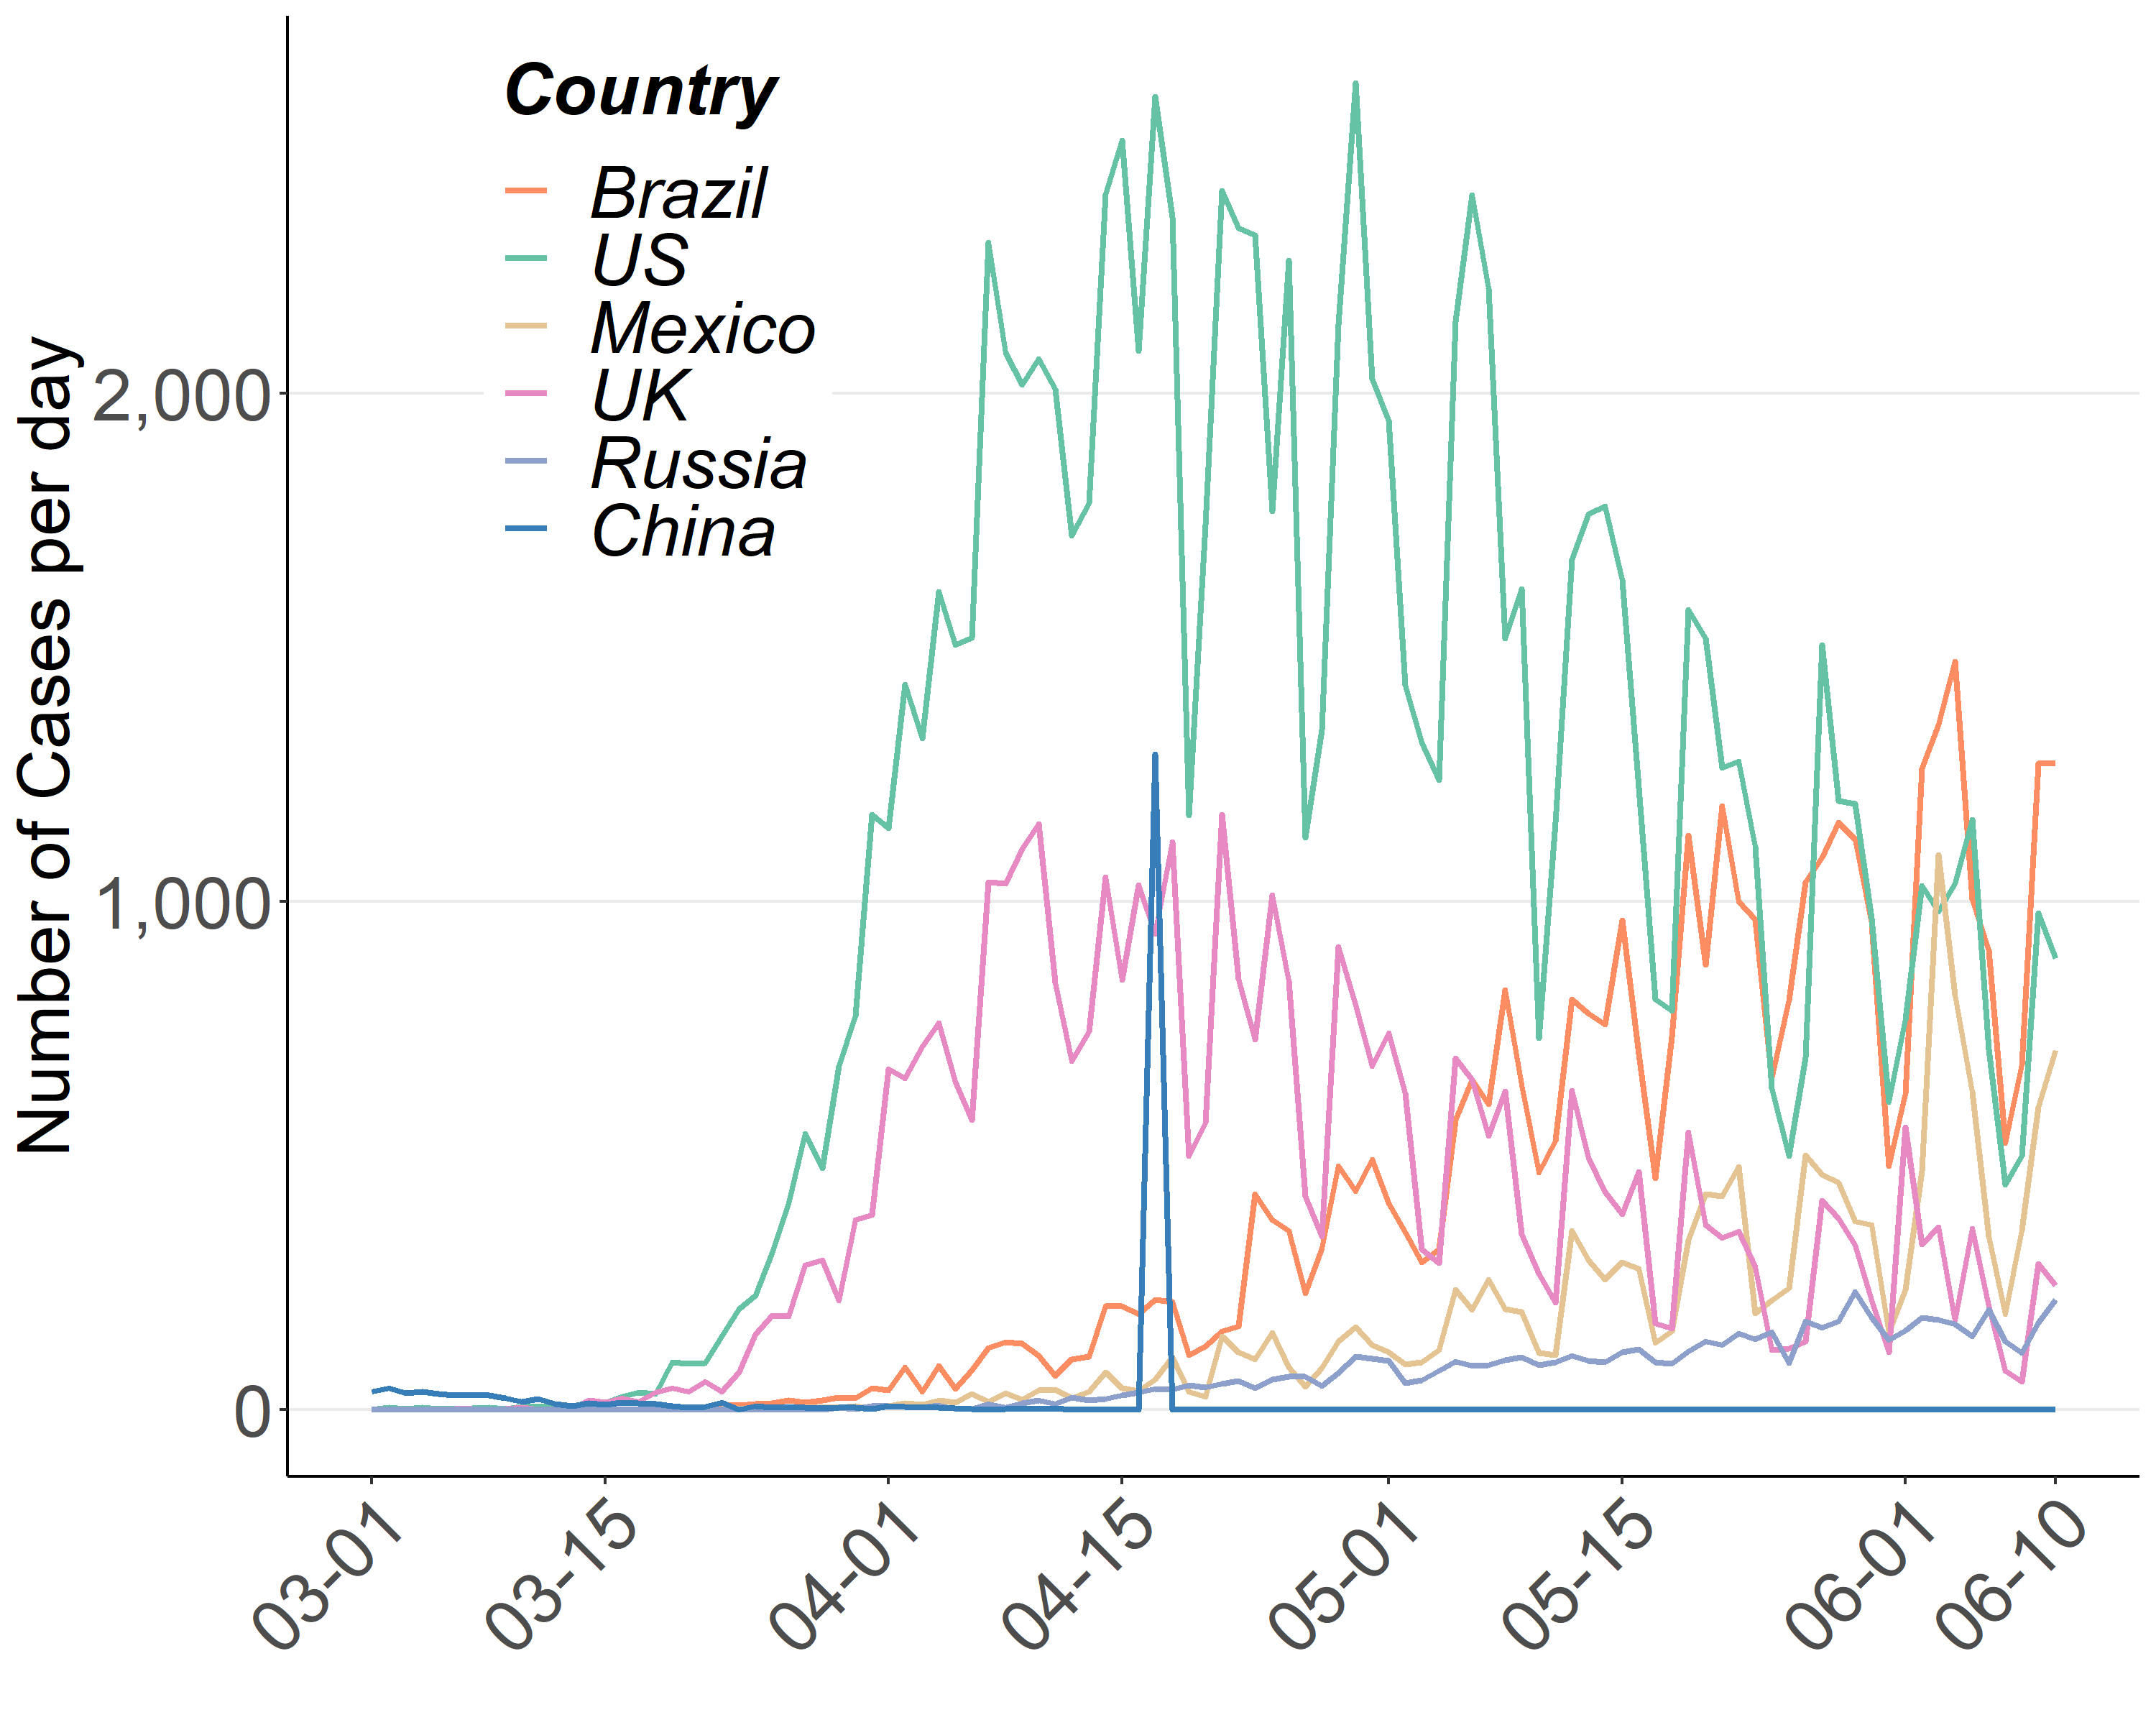 Country
Brazil
US
Mexico
UK
Russia
China
Number of Cases per day
2,000
1,000
0
03-01
03-15
04-01
04-15
05-01
05-15
06-01
06-10